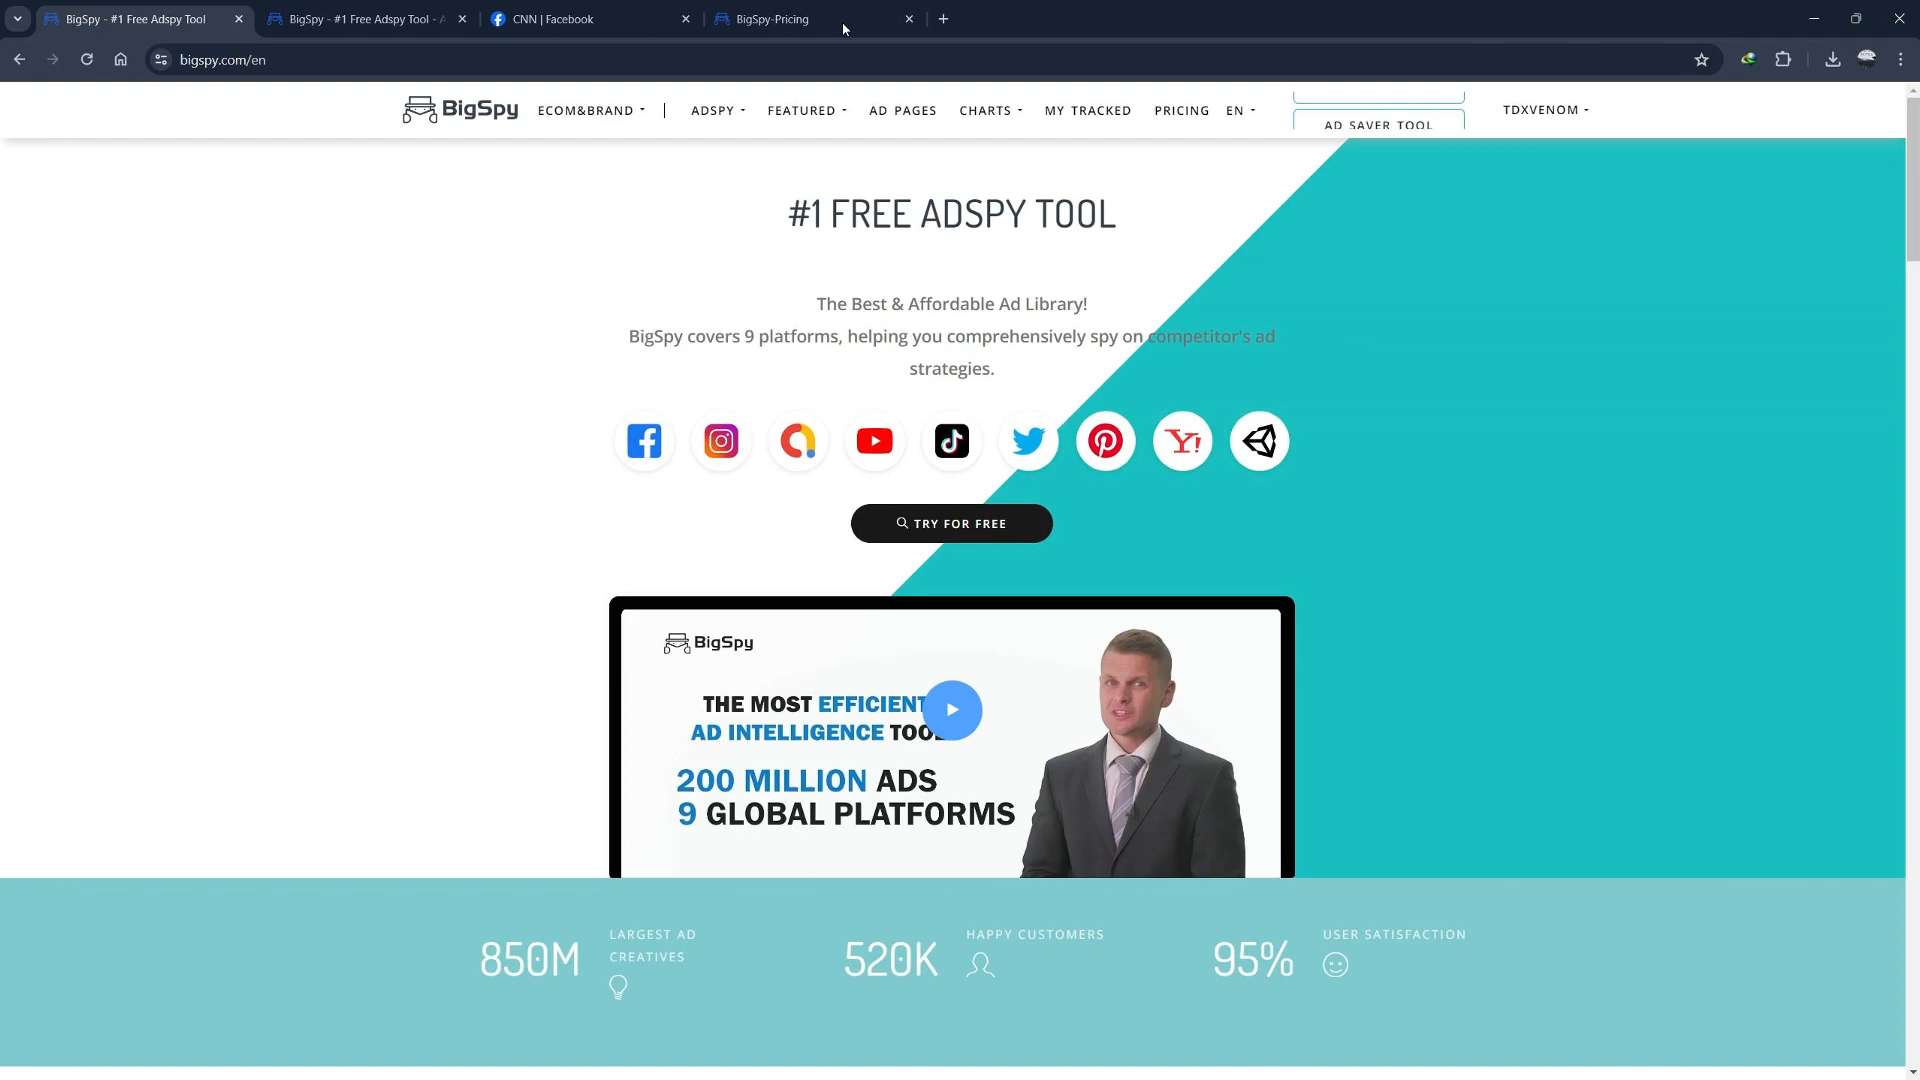 BigSpy - #1 Free Adspy Tool
BigSpy - #1 Free Adspy Tool - A
CNN | Facebook
BigSpy-Pricing
bigspy.com/en
BigSpy
ECOM&BRAND
ADSPY
FEATURED
AD PAGES
CHARTS
MY TRACKED
PRICING
EN
AD SAVER TOOL
TDXVENOM
#1 FREE ADSPY TOOL
The Best & Affordable Ad Library!
BigSpy covers 9 platforms, helping you comprehensively spy on competitor's ad
strategies.
TRY FOR FREE
BigSpy
THE MOST EFFICIENT
AD INTELLIGENCE TOOL
200 MILLION ADS
9 GLOBAL PLATFORMS
850M
LARGEST AD
CREATIVES
520K
HAPPY CUSTOMERS
95%
USER SATISFACTION